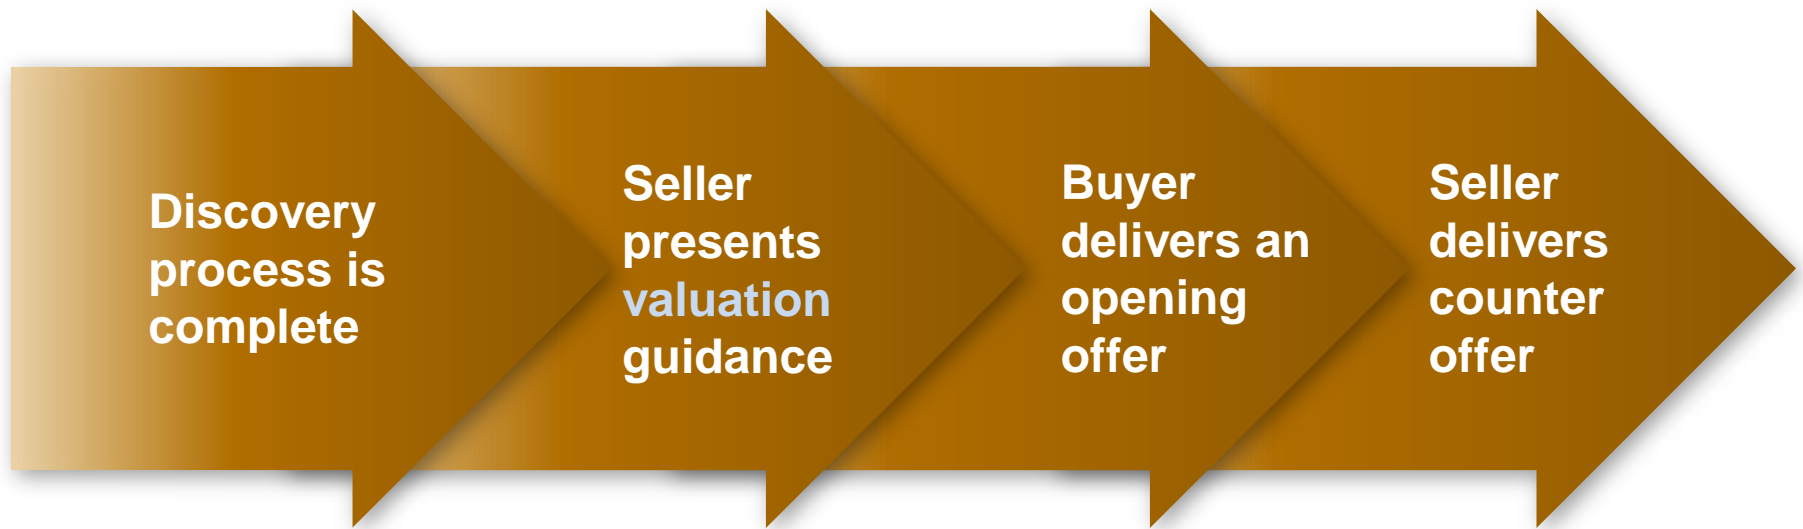 Discovery
process is
complete
Seller
presents
valuation
guidance
Buyer
delivers an
opening
offer
Seller
delivers
counter
offer